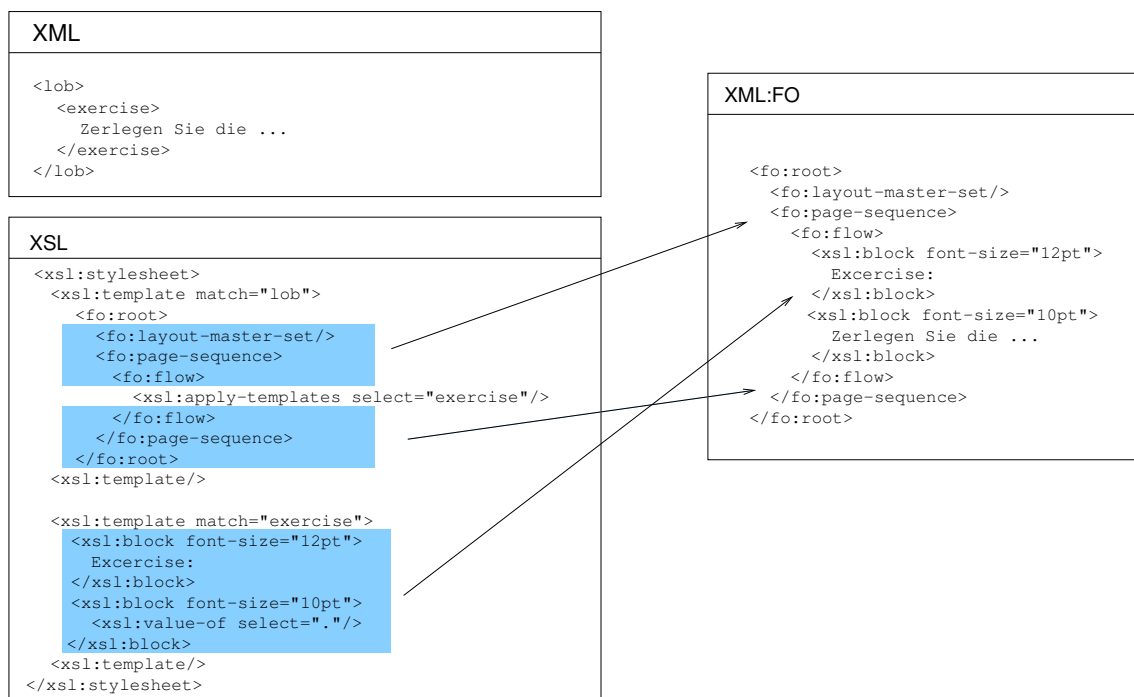 XML
<lob>
<exercise>
Zerlegen Sie die ...
</exercise>
</lob>
XSL
<xsl:stylesheet>
<xsl:template match="lob">
<fo:root>
<fo:layout-master-set/>
<fo:page-sequence>
<fo:flow>
<xsl:apply-templates select="exercise"/>
</fo:flow>
</fo:page-sequence>
</fo:root>
<xsl:template/>
<xsl:template match="exercise">
<xsl:block font-size="12pt">
Excercise:
</xsl:block>
<xsl:block font-size="10pt">
<xsl:value-of select="."/>
</xsl:block>
<xsl:template/>
</xsl:stylesheet>
XML:FO
<fo:root>
<fo:layout-master-set/>
<fo:page-sequence>
<fo:flow>
<xsl:block font-size="12pt">
Excercise:
</xsl:block>
<xsl:block font-size="10pt">
Zerlegen Sie die ...
</xsl:block>
</fo:flow>
</fo:page-sequence>
</fo:root>